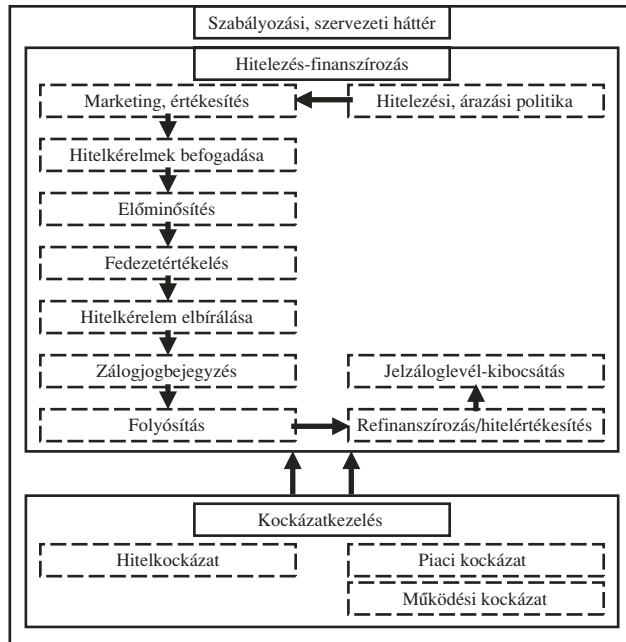 Szabályozási, szervezeti háttér
Hitelezés-finanszírozás
Marketing, értékesítés
Hitelezési, árazási politika
Hitelkérelmek befogadása
Előminősítés
Fedezetértékelés
Hitelkérelem elbírálása
Zálogjogbejegyzés
Jelzáloglevél-kibocsátás
Folyósítás
Refinanszírozás/hitelértékesítés
Kockázatkezelés
Hitelkockázat
Piaci kockázat
Működési kockázat